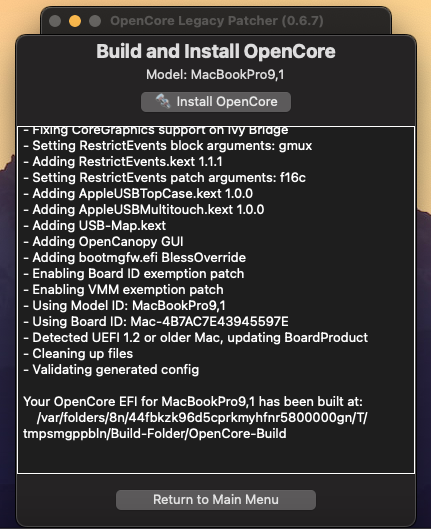 OpenCore Legacy Patcher (0.6.7)
Build and Install OpenCore
Model: MacBookPro9,1
Install OpenCore
- Fixing CoreGraphics support on Ivy Bridge
- Setting RestrictEvents block arguments: gmux
- Adding RestrictEvents.kext 1.1.1
- Setting RestrictEvents patch arguments: f16c
- Adding AppleUSBTopCase.kext 1.0.0
- Adding AppleUSBMultitouch.kext 1.0.0
- Adding USB-Map.kext
- Adding OpenCanopy GUI
- Adding bootmgfw.efi BlessOverride
- Enabling Board ID exemption patch
- Enabling VMM exemption patch
- Using Model ID: MacBookPro9,1
- Using Board ID: Mac-4B7AC7E43945597E
- Detected UEFI 1.2 or older Mac, updating BoardProduct
- Cleaning up files
- Validating generated config
Your OpenCore EFI for MacBookPro9,1 has been built at:
/var/folders/8n/44fbkzk96d5cprkmyhfnr5800000gn/T/
tmpsmgppbln/Build-Folder/OpenCore-Build
Return to Main Menu